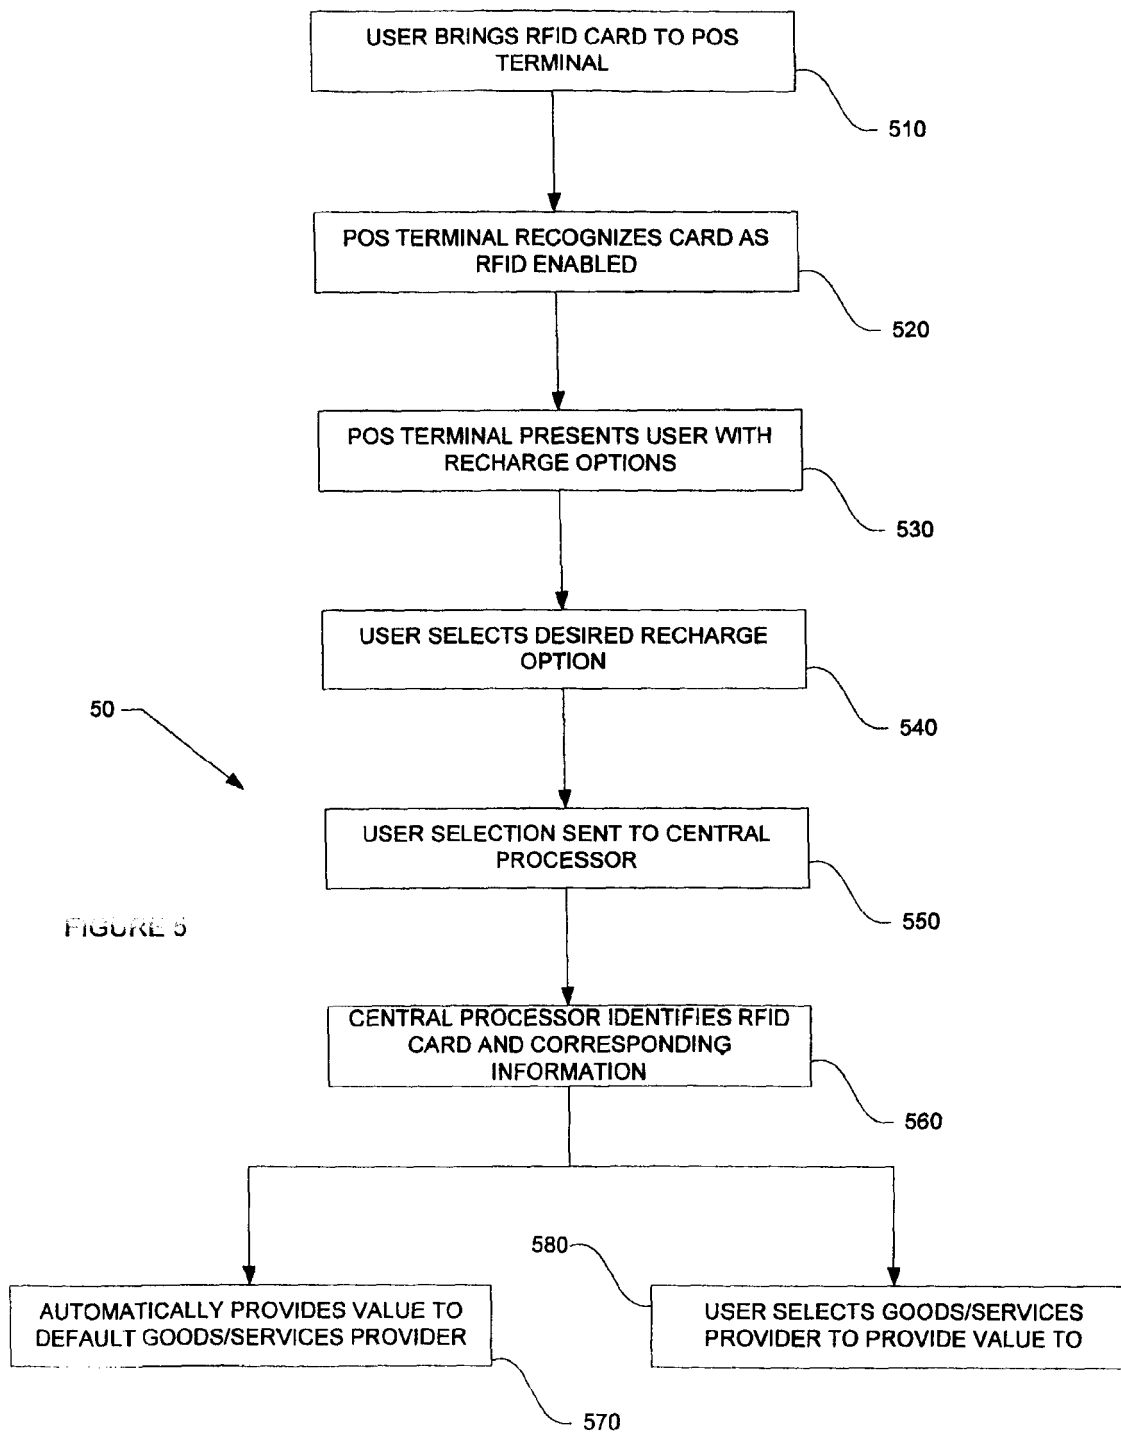 USER BRINGS RFID CARD TO POS
TERMINAL
510
POS TERMINAL RECOGNIZES CARD AS
RFID ENABLED
520
POS TERMINAL PRESENTS USER WITH
RECHARGE OPTIONS
530
USER SELECTS DESIRED RECHARGE
OPTION
540
50
USER SELECTION SENT TO CENTRAL
PROCESSOR
550
FIGURE 5
CENTRAL PROCESSOR IDENTIFIES RFID
CARD AND CORRESPONDING
INFORMATION
560
580
AUTOMATICALLY PROVIDES VALUE TO
DEFAULT GOODS/SERVICES PROVIDER
570
USER SELECTS GOODS/SERVICES
PROVIDER TO PROVIDE VALUE TO